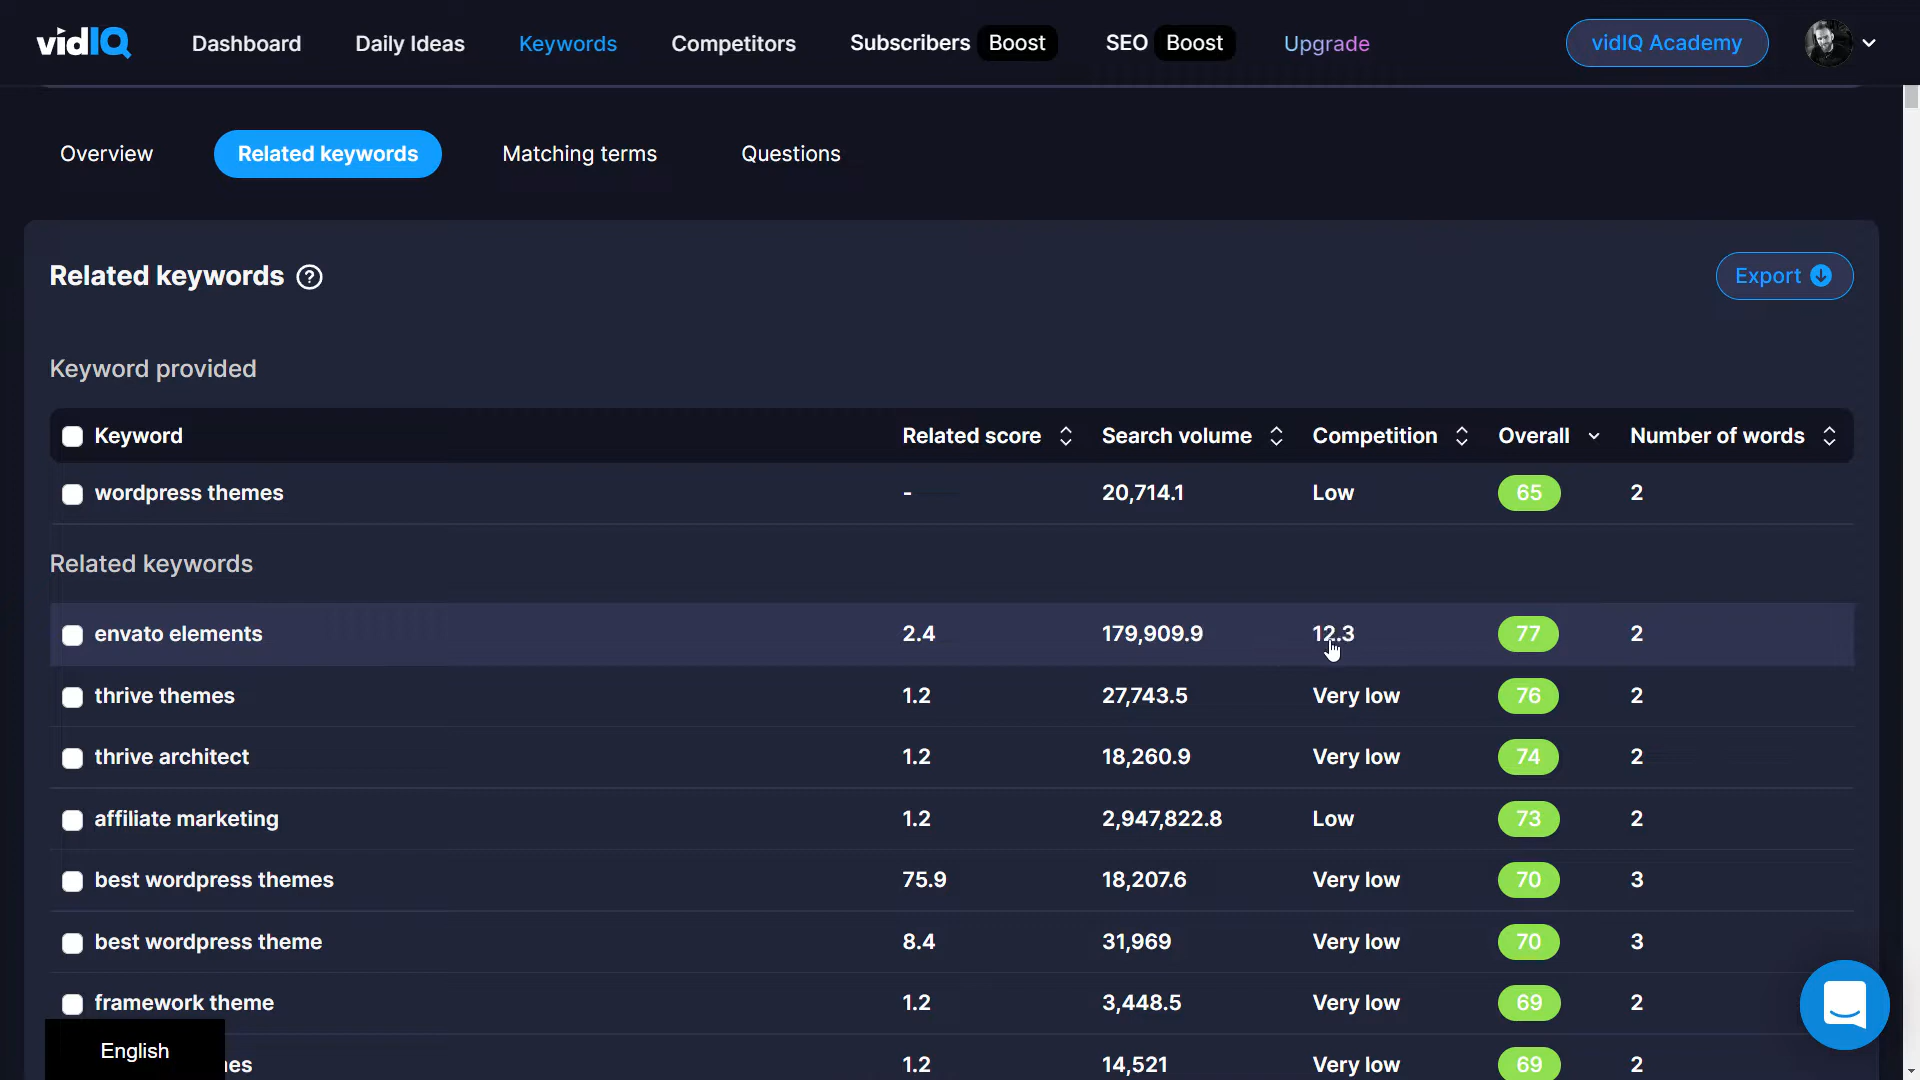 vidIQ Dashboard Daily Ideas Keywords Competitors Subscribers Boost SEO Boost Upgrade vidIQ Academy
Overview Related keywords Matching terms Questions
Related keywords ? Export
Keyword provided
Keyword Related score Search volume Competition Overall Number of words
wordpress themes - 20,714.1 Low 65 2
Related keywords
envato elements 2.4 179,909.9 12.3 77 2
thrive themes 1.2 27,743.5 Very low 76 2
thrive architect 1.2 18,260.9 Very low 74 2
affiliate marketing 1.2 2,947,822.8 Low 73 2
best wordpress themes 75.9 18,207.6 Very low 70 3
best wordpress theme 8.4 31,969 Very low 70 3
framework theme 1.2 3,448.5 Very low 69 2
1.2 14,521 Very low 69 2
English